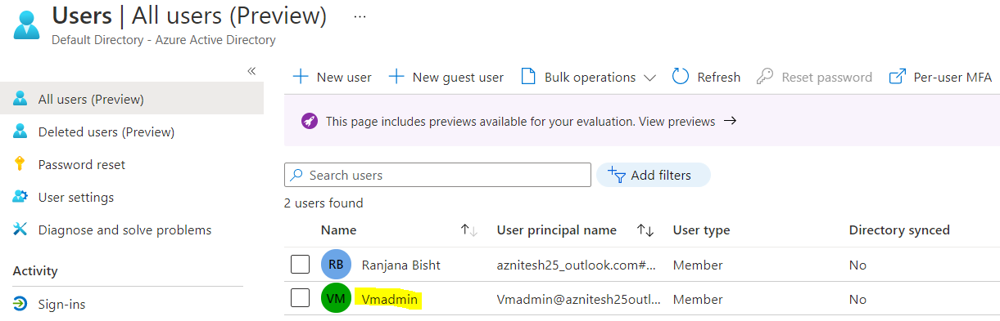 Users | All users (Preview) ...
Default Directory - Azure Active Directory
«
All users (Preview)
Deleted users (Preview)
Password reset
User settings
Diagnose and solve problems
Activity
Sign-ins
+ New user + New guest user Bulk operations Refresh Reset password Per-user MFA
This page includes previews available for your evaluation. View previews →
Search users Add filters
2 users found
Name ↑↓ User principal name ↑↓ User type Directory synced
RB Ranjana Bisht aznitesh25_outlook.com#... Member No
VM Vmadmin Vmadmin@aznitesh25outl... Member No